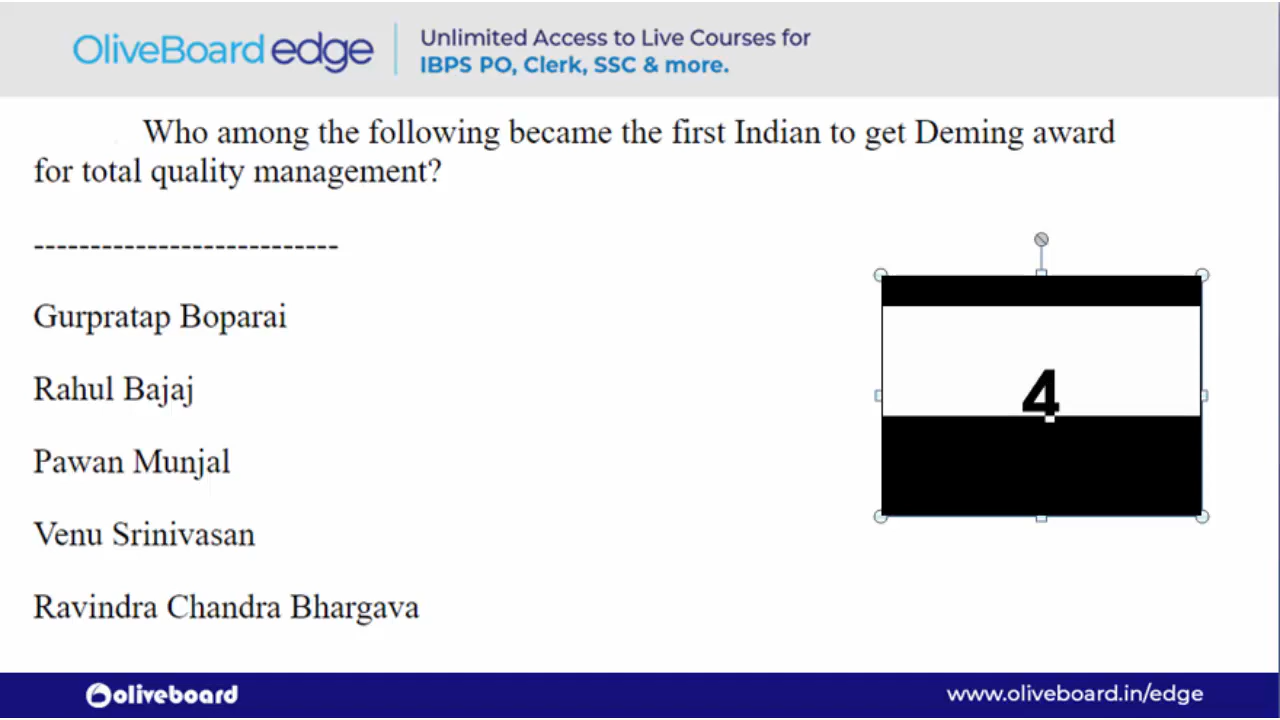 OliveBoard edge
Unlimited Access to Live Courses for
IBPS PO, Clerk, SSC & more.
Who among the following became the first Indian to get Deming award
for total quality management?
---------------------------
Gurpratap Boparai
Rahul Bajaj
4
Pawan Munjal
Venu Srinivasan
Ravindra Chandra Bhargava
oliveboard
www.oliveboard.in/edge